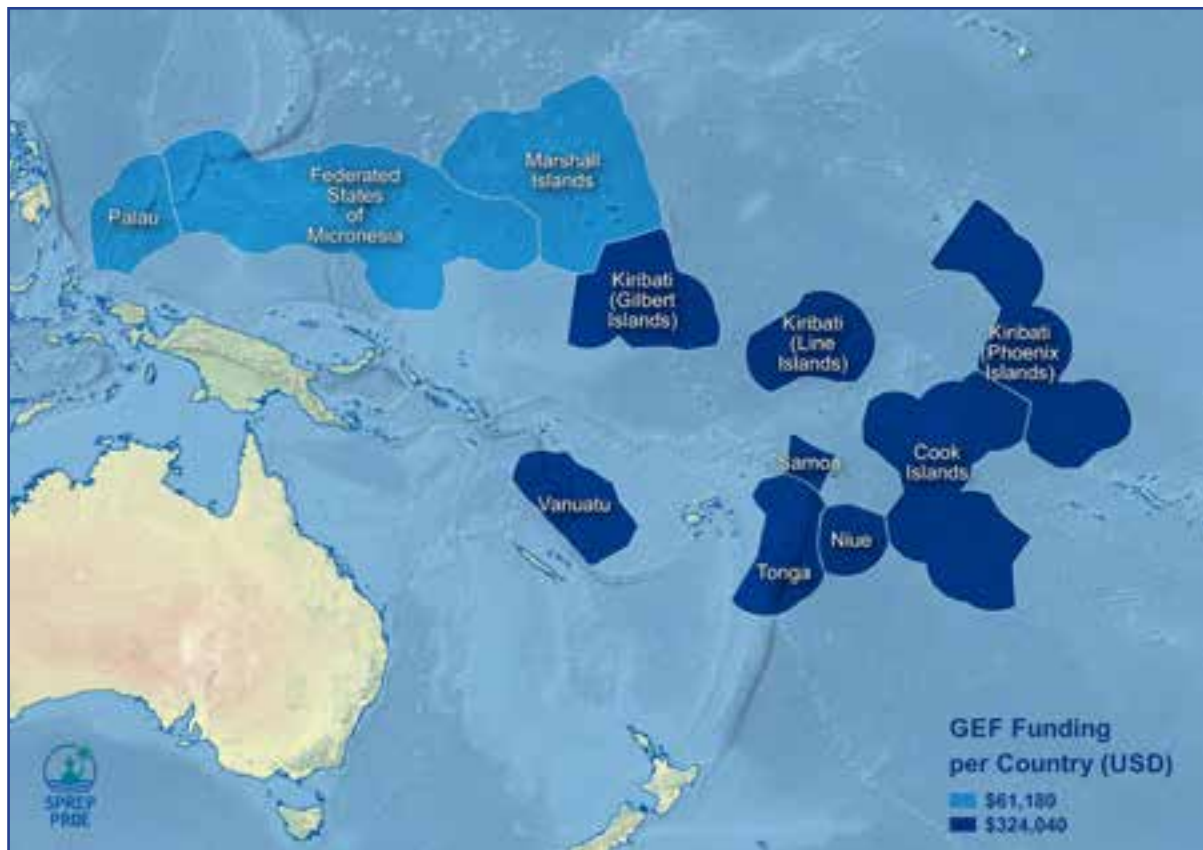 Marshall
Islands
Federated
States
of
Micronesia
Palau
Kiribati
(Gilbert
Islands)
Kiribati
(Line
Islands)
Kiribati
(Phoenix
Islands)
Samoa
Cook
Islands
Vanuatu
Niue
Tonga
GEF Funding
per Country (USD)
$61,180
$324,040
SPREP
PROE